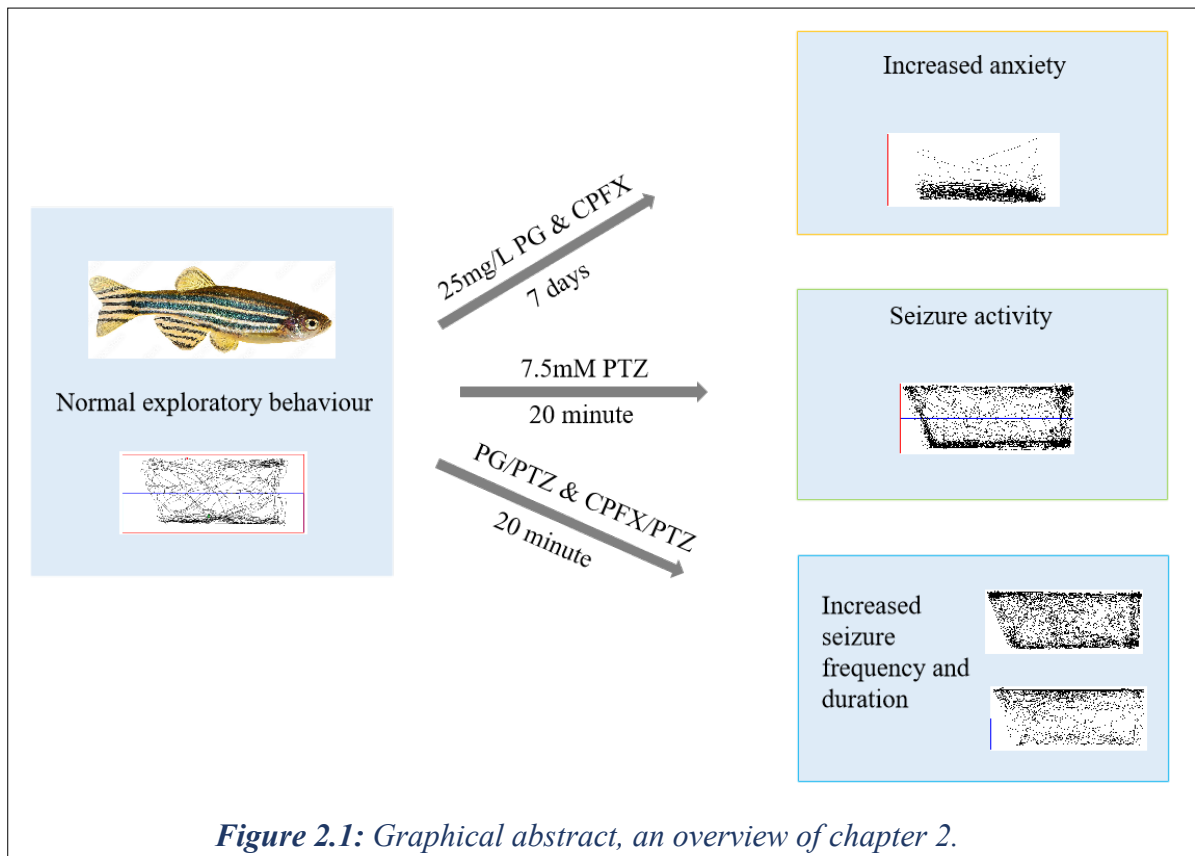 Normal exploratory behaviour
25mg/L PG & CPFX
7 days
7.5mM PTZ
20 minute
PG/PTZ & CPFX/PTZ
20 minute
Increased anxiety
Seizure activity
Increased
seizure
frequency and
duration
Figure 2.1: Graphical abstract, an overview of chapter 2.